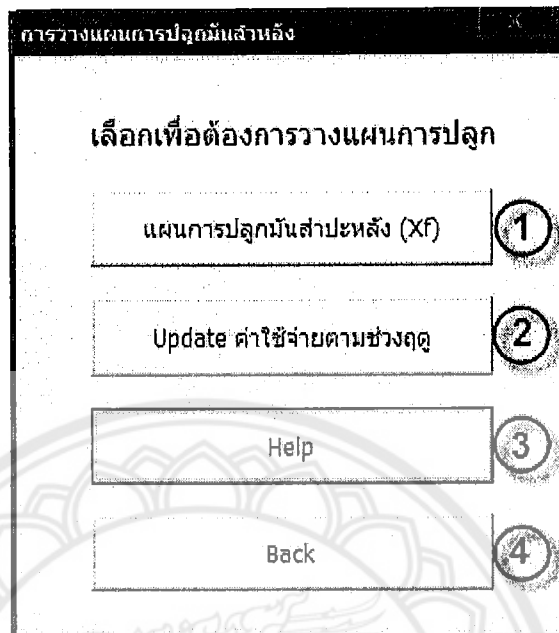 การวางแผนการปลูกมันสำหลัง
เลือกเพื่อต้องการวางแผนการปลูก
แผนการปลูกมันสำปะหลัง (Xf) 1
Update ค่าใช้จ่ายตามช่วงฤดู 2
Help 3
Back 4